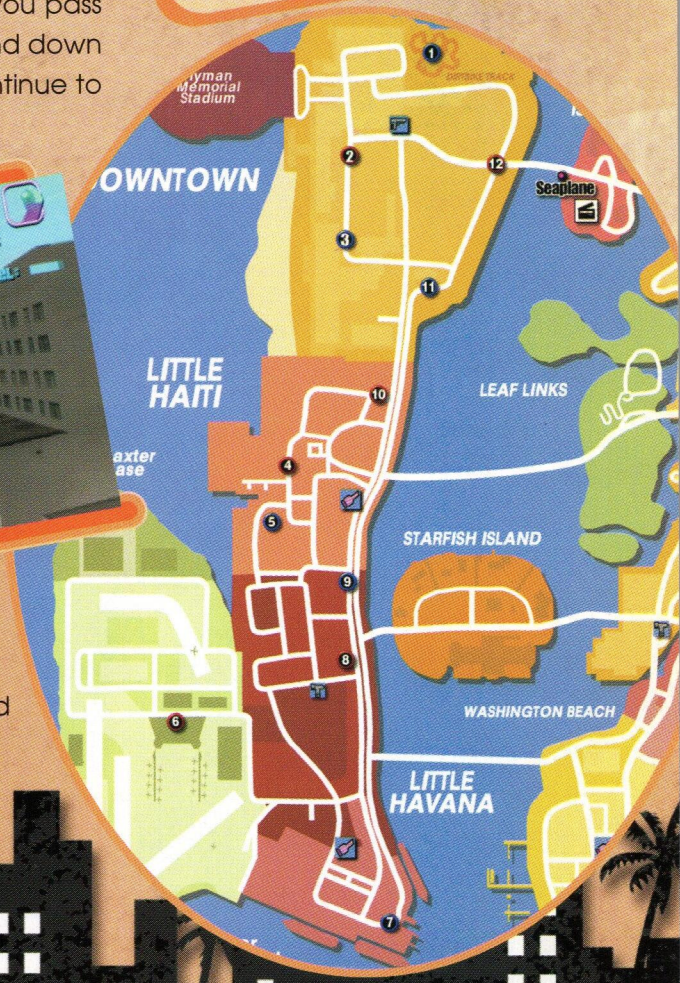 you pass
nd down
ntinue to
Hyman
Memorial
Stadium
1
DIRTBIKE TRACK
2
12
DOWNTOWN
Seaplane
3
11
LITTLE
HAITI
10
LEAF LINKS
axter
ase
4
5
STARFISH ISLAND
9
8
d
6
WASHINGTON BEACH
LITTLE
HAVANA
7